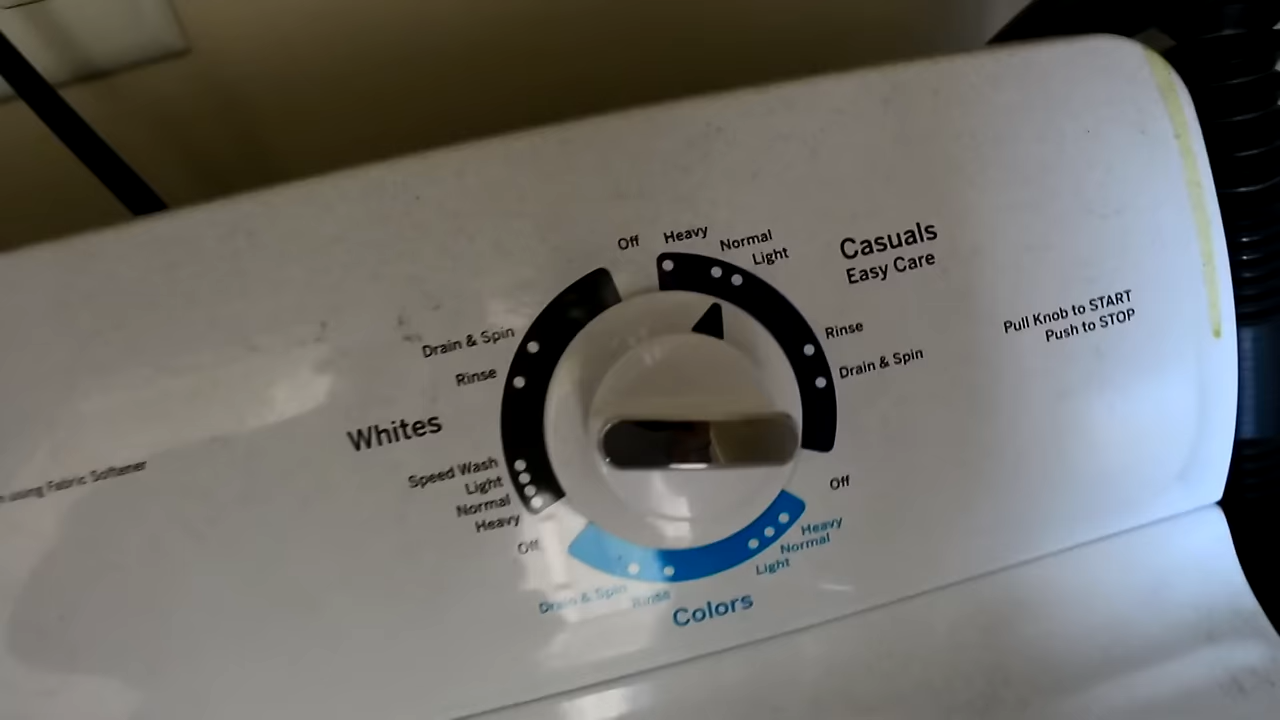 Off
Heavy
Normal
Light
Casuals
Easy Care
Rinse
Drain & Spin
Pull Knob to START
Push to STOP
Off
Heavy
Normal
Light
Colors
Rinse
Drain & Spin
Off
Heavy
Normal
Light
Speed Wash
Whites
Rinse
Drain & Spin
using Fabric Softener